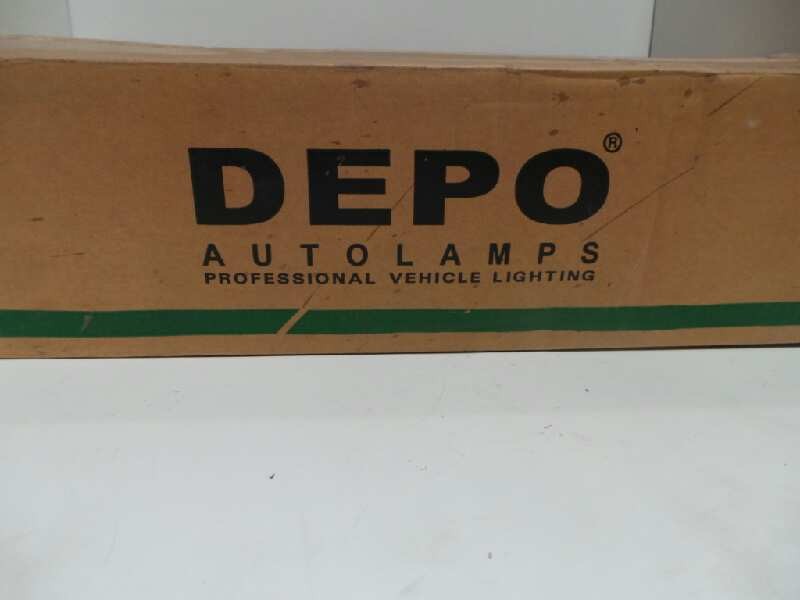 DEPO®
AUTOLAMPS
PROFESSIONAL VEHICLE LIGHTING